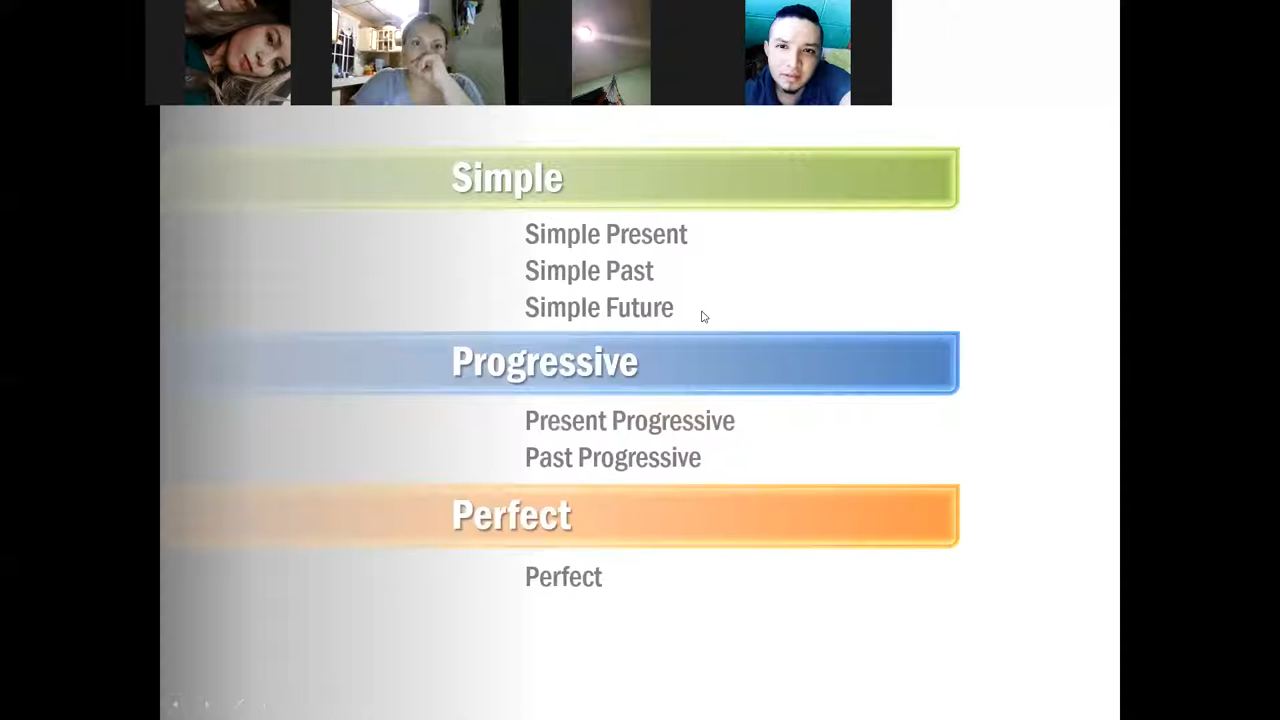 Simple
Simple Present
Simple Past
Simple Future
Progressive
Present Progressive
Past Progressive
Perfect
Perfect